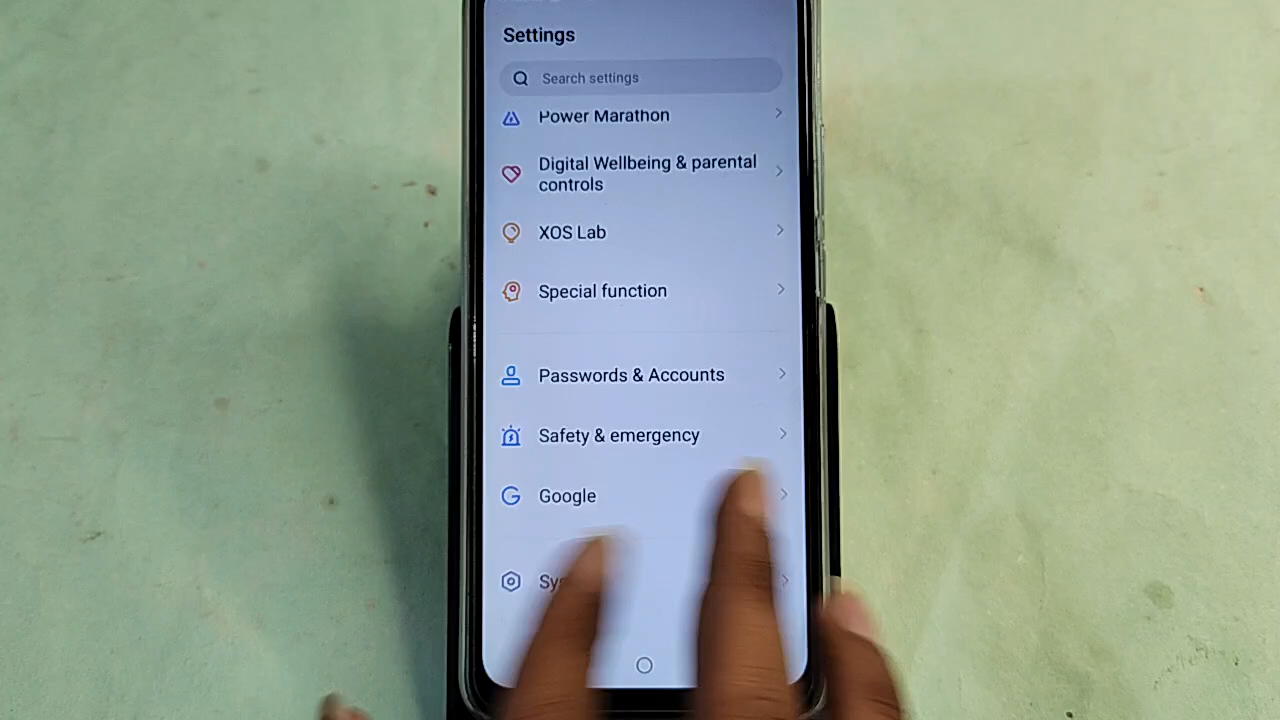 Settings
Search settings
Power Marathon
Digital Wellbeing & parental
controls
XOS Lab
Special function
Passwords & Accounts
Safety & emergency
Google